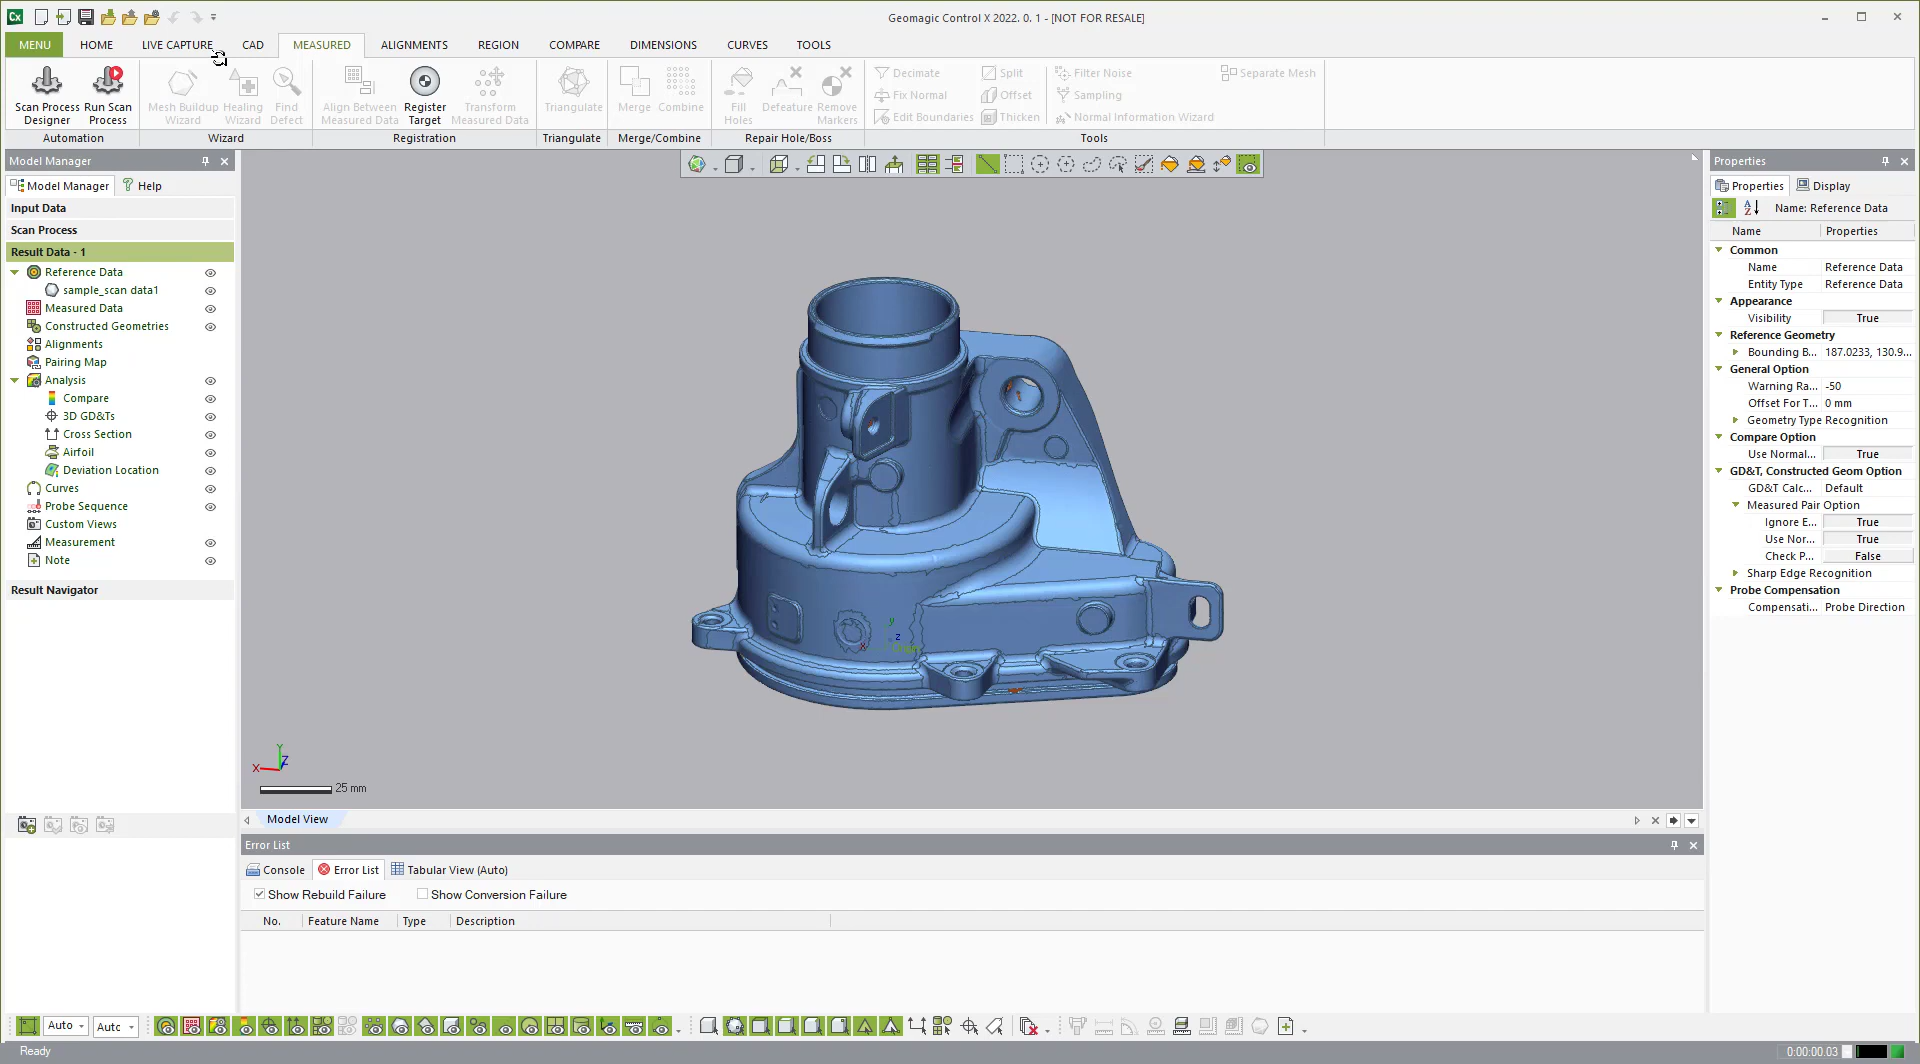 Cx Geomagic Control X 2022. 0. 1 - [NOT FOR RESALE]
MENU HOME LIVE CAPTURE CAD MEASURED ALIGNMENTS REGION COMPARE DIMENSIONS CURVES TOOLS
Scan Process Designer
Run Scan Process
Automation
Mesh Buildup Wizard
Healing Wizard
Find Defect
Wizard
Align Between Measured Data
Register Target
Transform Measured Data
Registration
Triangulate
Triangulate
Merge
Combine
Merge/Combine
Fill Holes
Defeature
Remove Markers
Repair Hole/Boss
Decimate
Fix Normal
Edit Boundaries
Split
Offset
Thicken
Filter Noise
Sampling
Normal Information Wizard
Separate Mesh
Tools
Model Manager
Model Manager Help
Input Data
Scan Process
Result Data - 1
Reference Data
sample_scan data1
Measured Data
Constructed Geometries
Alignments
Pairing Map
Analysis
Compare
3D GD&Ts
Cross Section
Airfoil
Deviation Location
Curves
Probe Sequence
Custom Views
Measurement
Note
Result Navigator
y
z
X
Y
Z
X
25 mm
Model View
Error List
Console Error List Tabular View (Auto)
Show Rebuild Failure Show Conversion Failure
No. Feature Name Type Description
Properties
Properties Display
Name: Reference Data
Name Properties
Common
Name Reference Data
Entity Type Reference Data
Appearance
Visibility True
Reference Geometry
Bounding B... 187.0233, 130.9...
General Option
Warning Ra... -50
Offset For T... 0 mm
Geometry Type Recognition
Compare Option
Use Normal... True
GD&T, Constructed Geom Option
GD&T Calc... Default
Measured Pair Option
Ignore E... True
Use Nor... True
Check P... False
Sharp Edge Recognition
Probe Compensation
Compensati... Probe Direction
Auto Auto
Ready 0:00:00.03